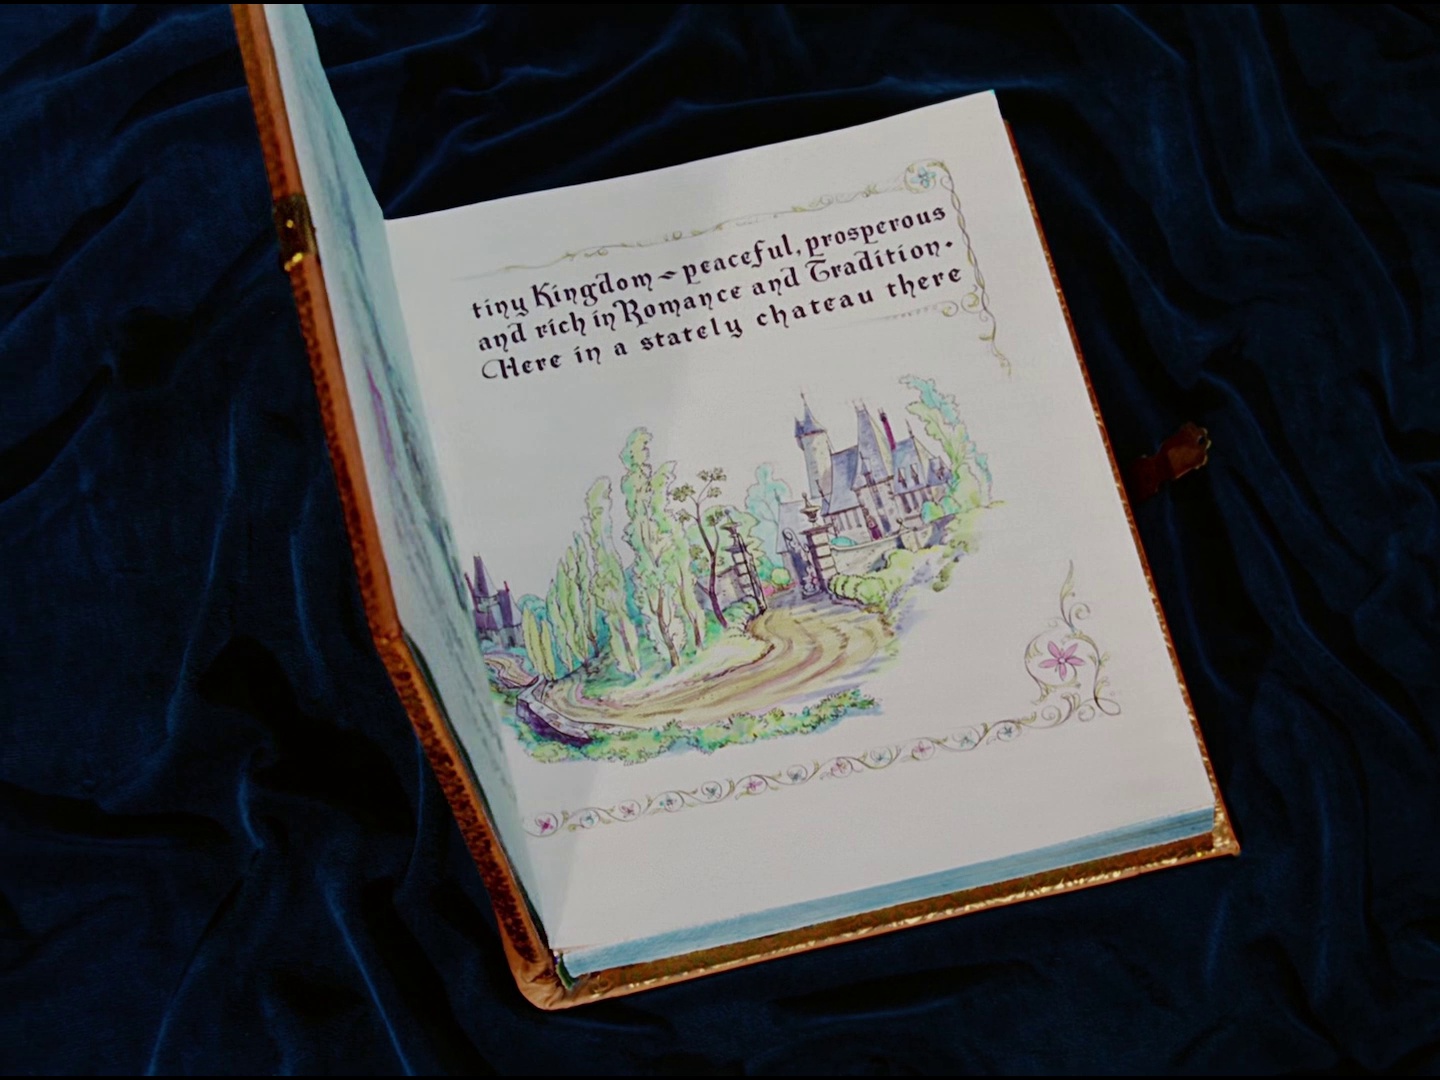 tiny Kingdom ~ peaceful, prosperous
and rich in Romance and Tradition.
Here in a stately chateau there